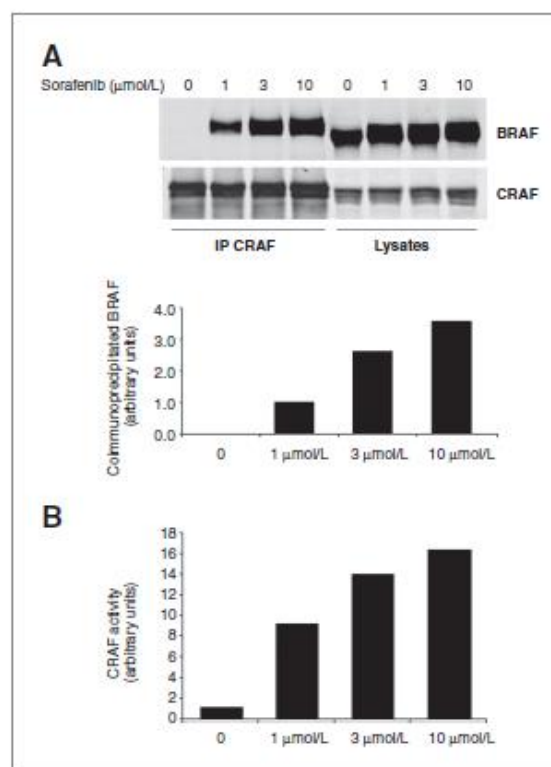 A
Sorafenib (μmol/L) 0 1 3 10 0 1 3 10
BRAF
CRAF
IP CRAF Lysates
Coimmunoprecipitated BRAF
(arbitrary units)
4.0
3.0
2.0
1.0
0.0
0 1 μmol/L 3 μmol/L 10 μmol/L
B
CRAF activity
(arbitrary units)
18
16
14
12
10
8
6
4
2
0
0 1 μmol/L 3 μmol/L 10 μmol/L